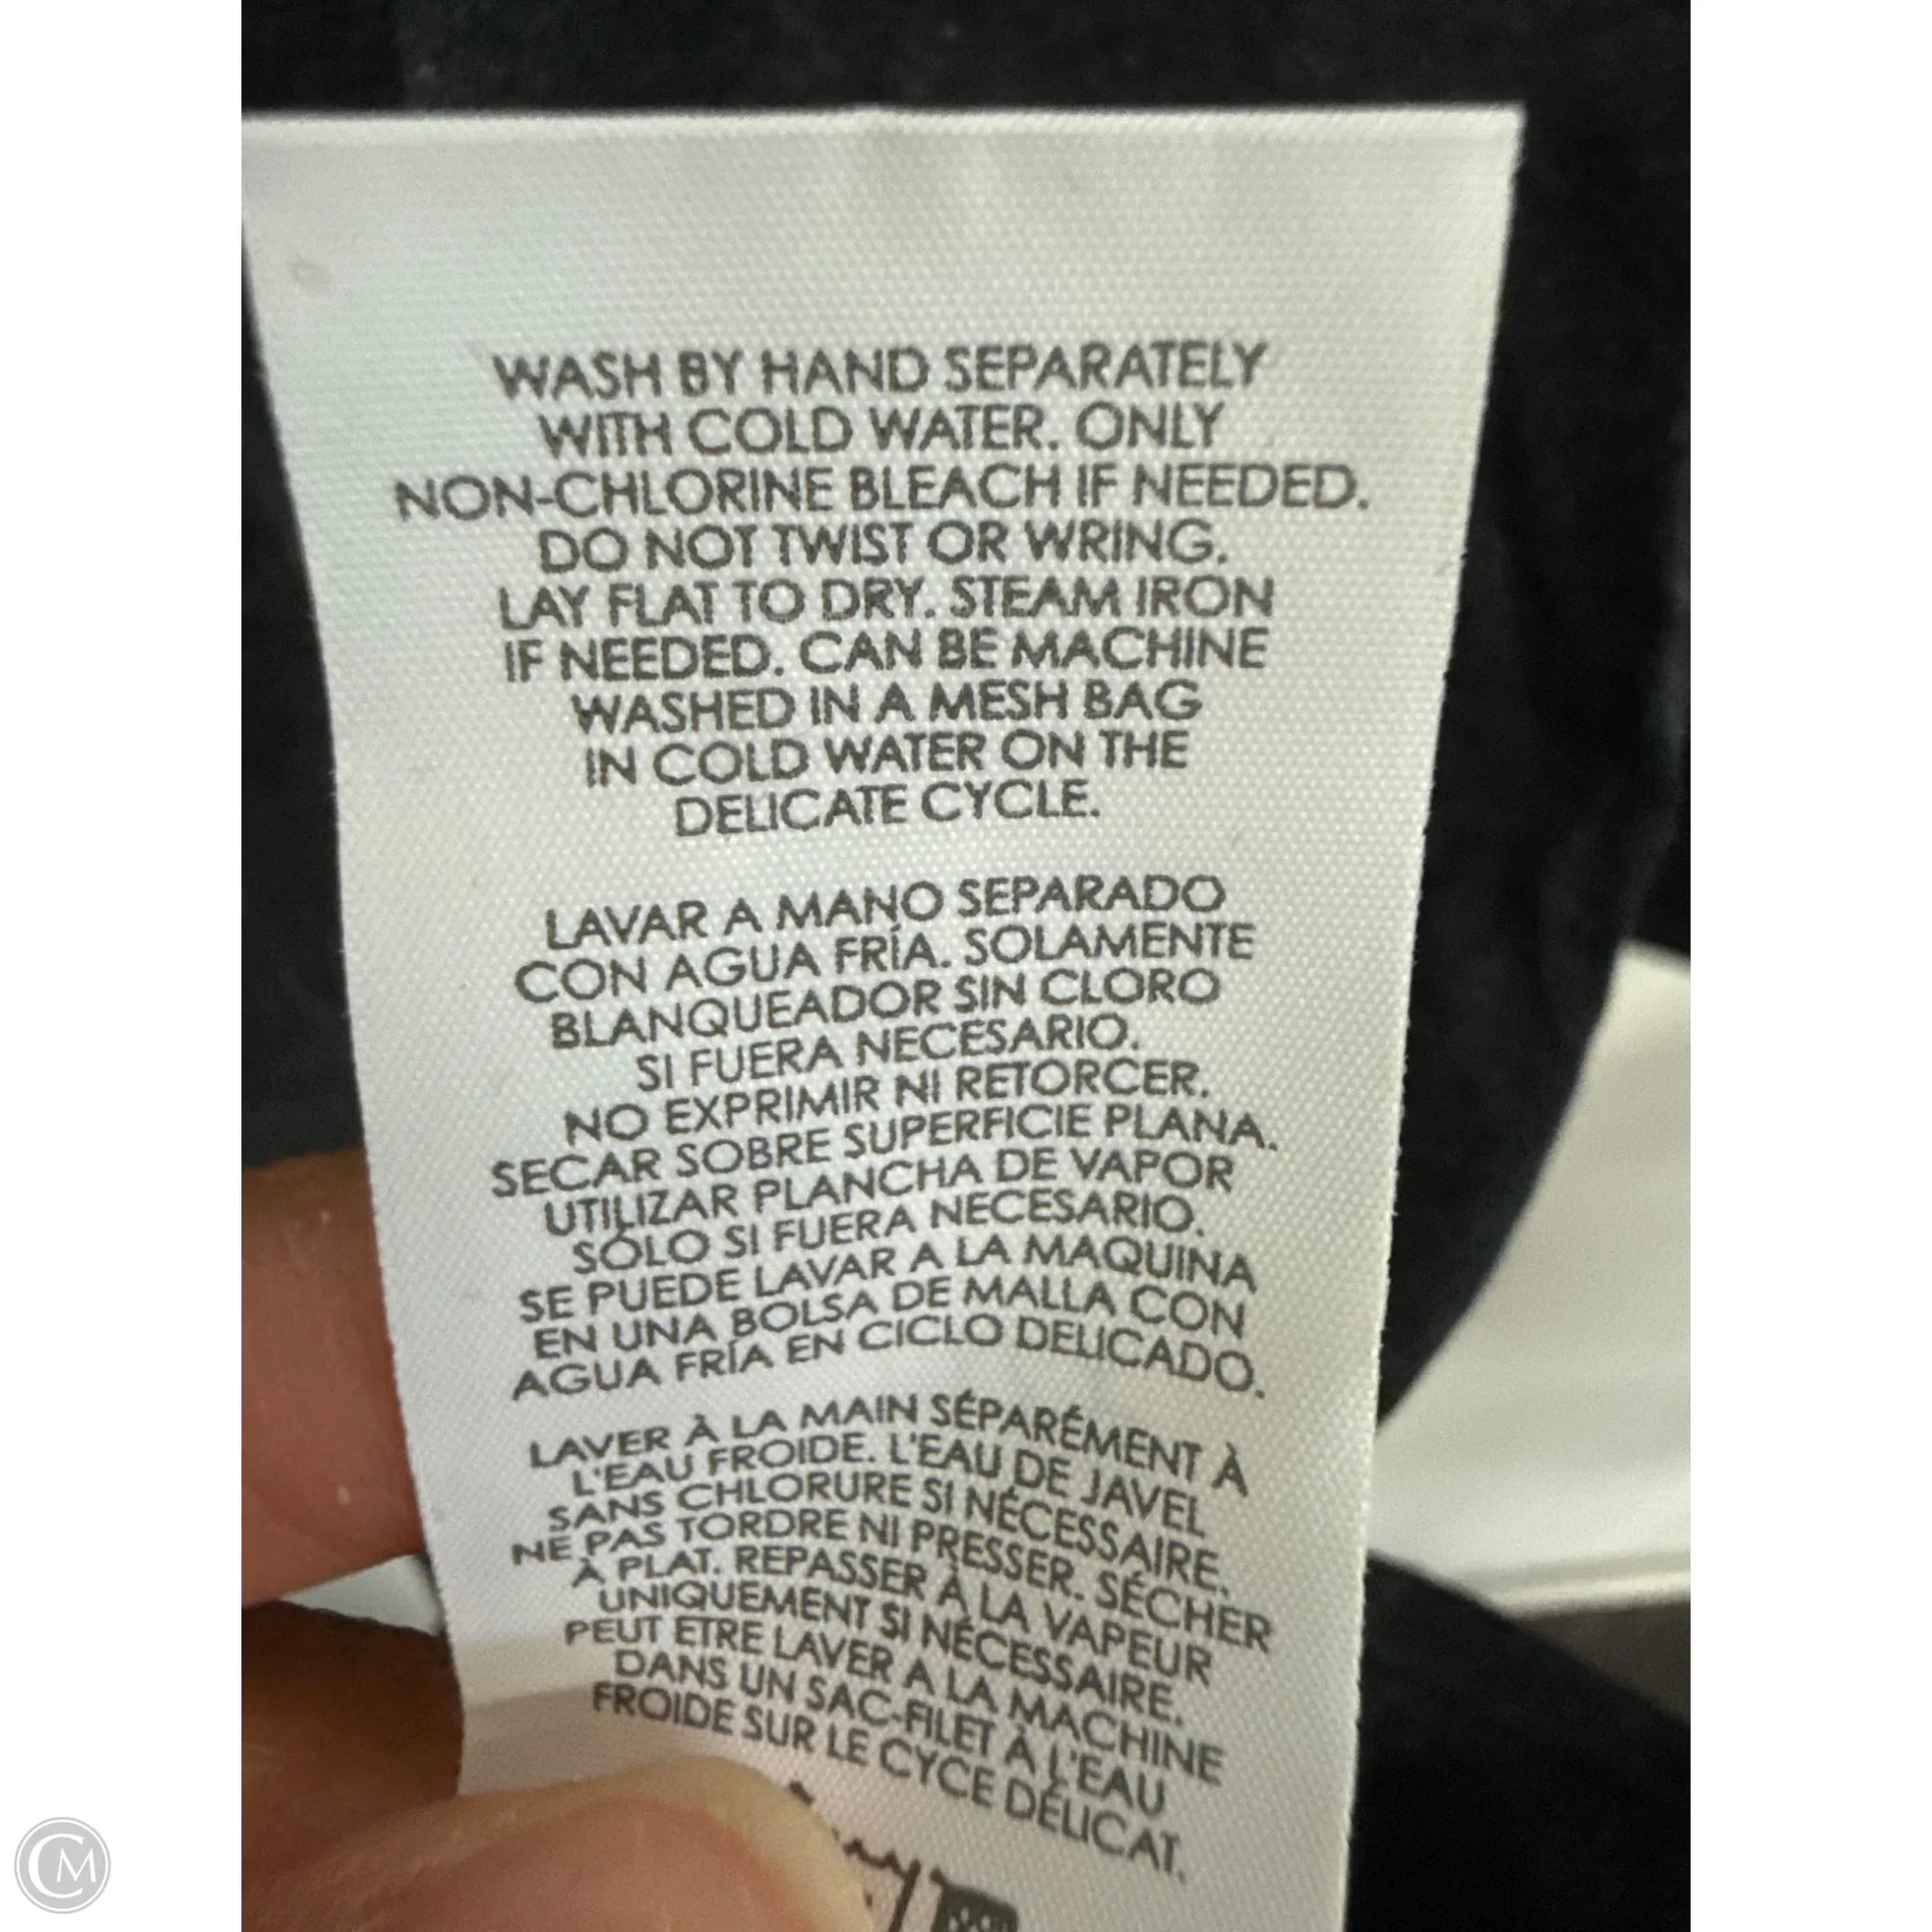 WASH BY HAND SEPARATELY
WITH COLD WATER. ONLY
NON-CHLORINE BLEACH IF NEEDED.
DO NOT TWIST OR WRING.
LAY FLAT TO DRY. STEAM IRON
IF NEEDED. CAN BE MACHINE
WASHED IN A MESH BAG
IN COLD WATER ON THE
DELICATE CYCLE.
LAVAR A MANO SEPARADO
CON AGUA FRÍA. SOLAMENTE
BLANQUEADOR SIN CLORO
SI FUERA NECESARIO.
NO EXPRIMIR NI RETORCER.
SECAR SOBRE SUPERFICIE PLANA.
UTILIZAR PLANCHA DE VAPOR
SÓLO SI FUERA NECESARIO.
SE PUEDE LAVAR A LA MAQUINA
EN UNA BOLSA DE MALLA CON
AGUA FRÍA EN CICLO DELICADO.
LAVER À LA MAIN SÉPARÉMENT À
L'EAU FROIDE. L'EAU DE JAVEL
SANS CHLORURE SI NÉCESSAIRE.
NE PAS TORDRE NI PRESSER. SÉCHER
À PLAT. REPASSER À LA VAPEUR
UNIQUEMENT SI NÉCESSAIRE.
PEUT ETRE LAVER A LA MACHINE
DANS UN SAC-FILET À L'EAU
FROIDE SUR LE CYCE DÉLICAT.
CM